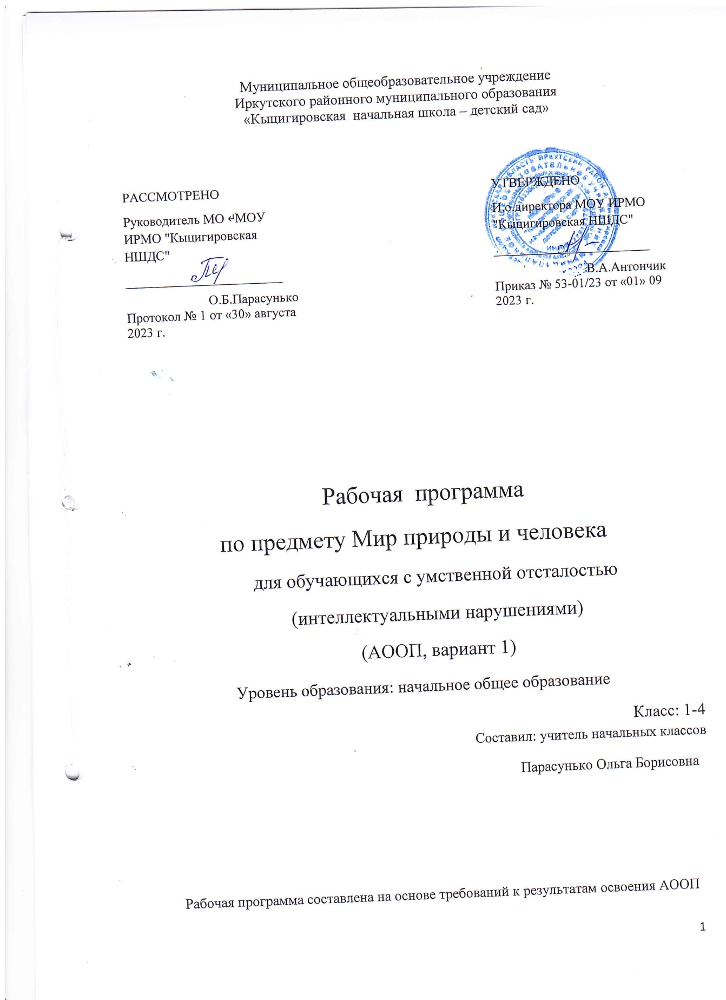 Муниципальное общеобразовательное учреждение
Иркутского районного муниципального образования
«Кыцигировская начальная школа – детский сад»
РАССМОТРЕНО
Руководитель МО ↵МОУ
ИРМО "Кыцигировская
НШДС"
О.Б.Парасунько
Протокол № 1 от «30» августа
2023 г.
УТВЕРЖДЕНО
И.о.директора МОУ ИРМО
"Кыцигировская НШДС"
В.А.Антончик
Приказ № 53-01/23 от «01» 09
2023 г.
Рабочая программа
по предмету Мир природы и человека
для обучающихся с умственной отсталостью
(интеллектуальными нарушениями)
(АООП, вариант 1)
Уровень образования: начальное общее образование
Класс: 1-4
Составил: учитель начальных классов
Парасунько Ольга Борисовна
Рабочая программа составлена на основе требований к результатам освоения АООП
1